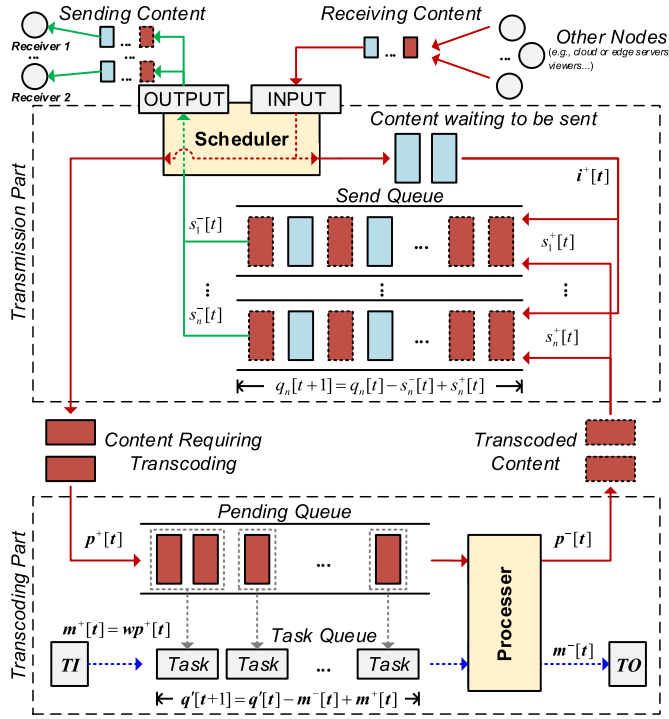 Sending Content
Receiving Content
Other Nodes
(e.g., cloud or edge servers,
viewers...)
Receiver 1
...
...
...
Receiver 2
...
OUTPUT
INPUT
Scheduler
Content waiting to be sent
i⁺[t]
Send Queue
s₁⁻[t]
...
s₁⁺[t]
⋮
⋮
⋮
sₙ⁻[t]
...
sₙ⁺[t]
qₙ[t+1]=qₙ[t]−sₙ⁻[t]+sₙ⁺[t]
Transmission Part
Content Requiring
Transcoding
Transcoded
Content
Transcoding Part
Pending Queue
p⁺[t]
...
p⁻[t]
Processer
m⁺[t]=wp⁺[t]
Task Queue
m⁻[t]
TI
Task
Task
...
Task
TO
q′[t+1]=q′[t]−m⁻[t]+m⁺[t]